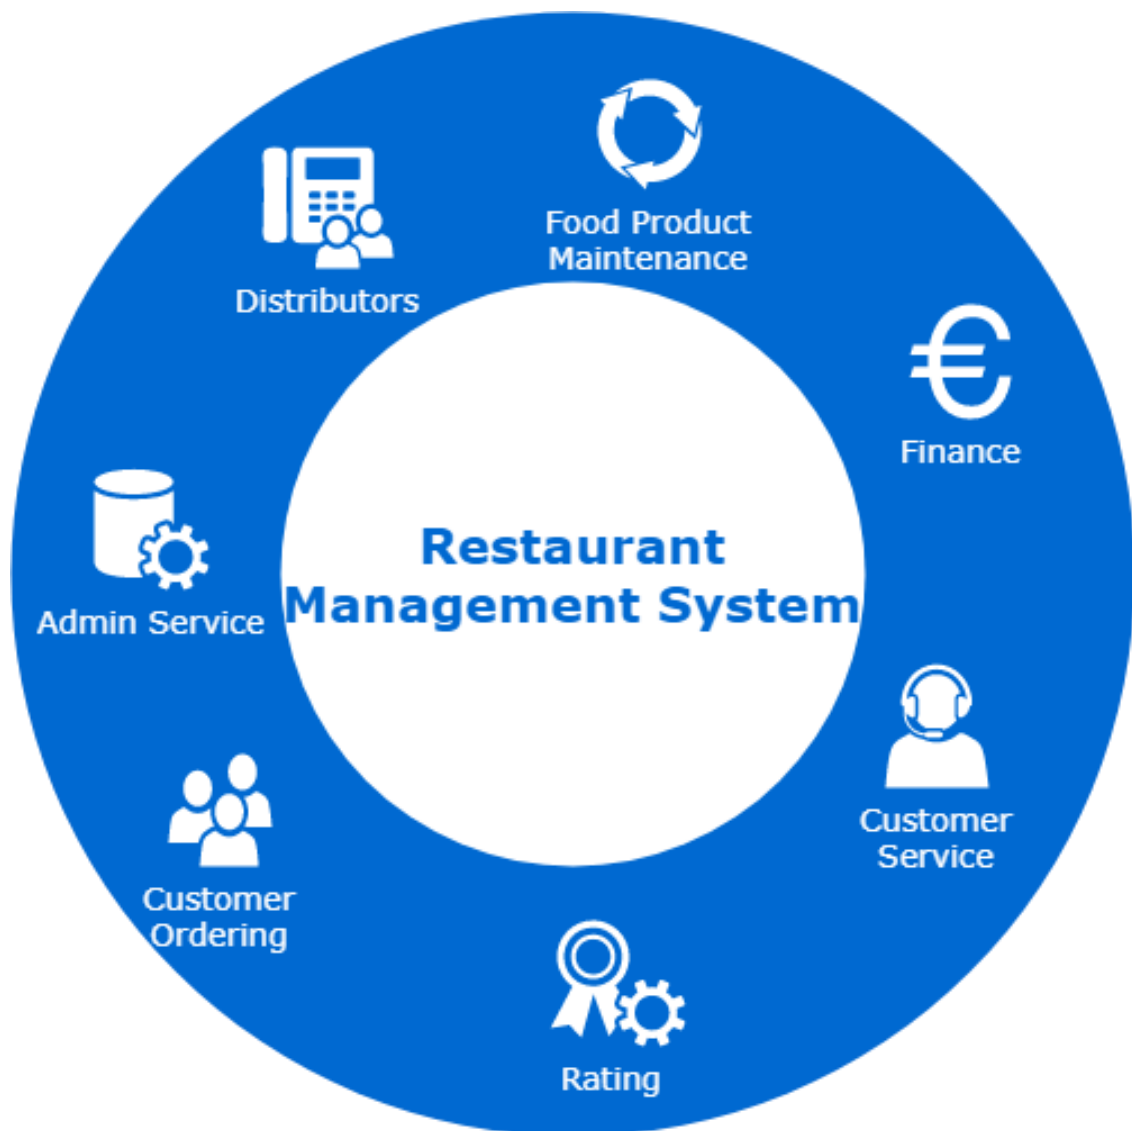 Food Product
Maintenance
Distributors
€
Finance
Restaurant
Management System
Admin Service
Customer
Service
Customer
Ordering
Rating